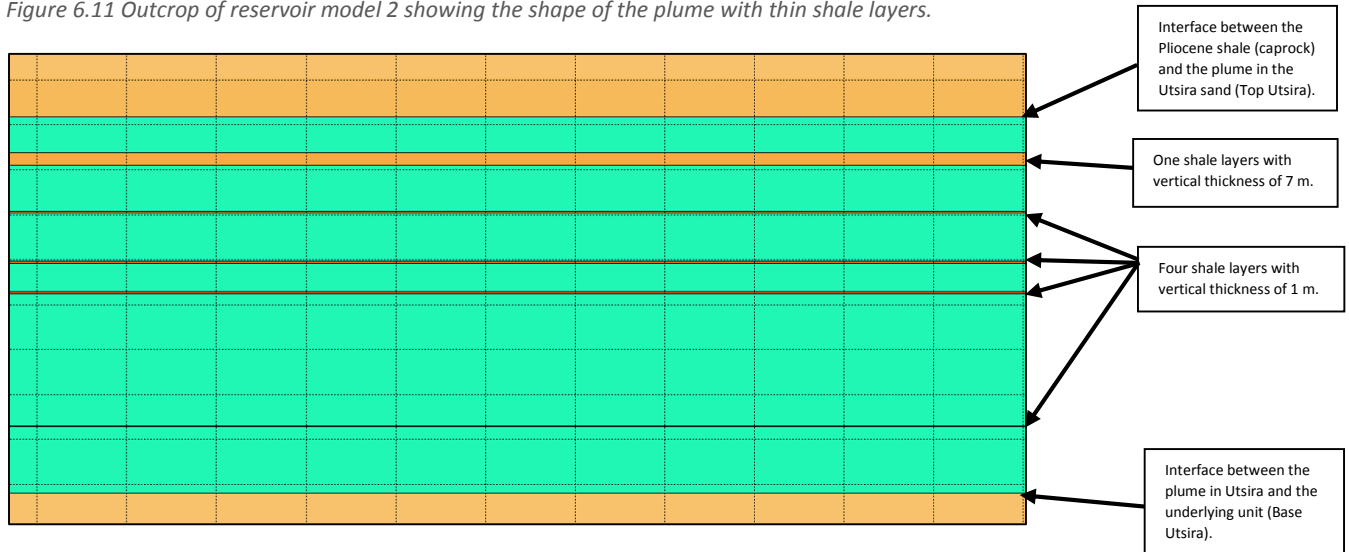 Figure 6.11 Outcrop of reservoir model 2 showing the shape of the plume with thin shale layers.
Interface between the
Pliocene shale (caprock)
and the plume in the
Utsira sand (Top Utsira).
One shale layers with
vertical thickness of 7 m.
Four shale layers with
vertical thickness of 1 m.
Interface between the
plume in Utsira and the
underlying unit (Base
Utsira).